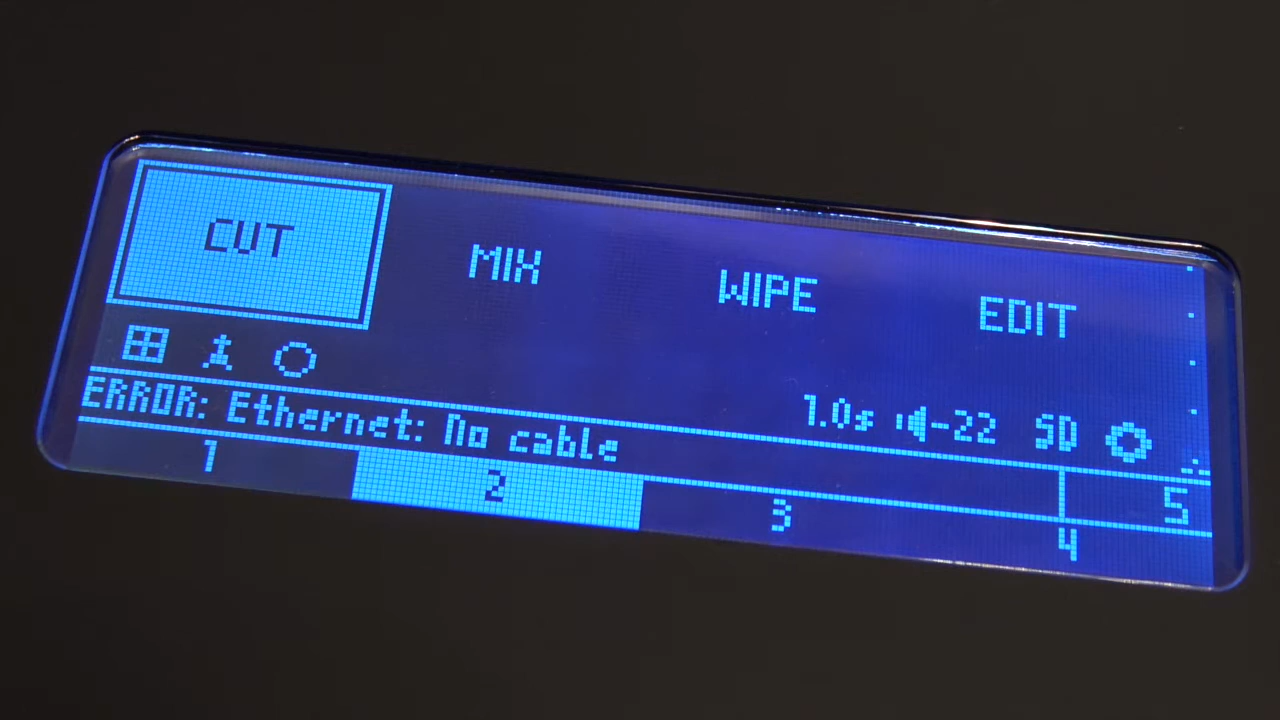 CUT MIX WIPE EDIT
1.0s -22 SD
ERROR: Ethernet: No cable
5
1 2 3 4